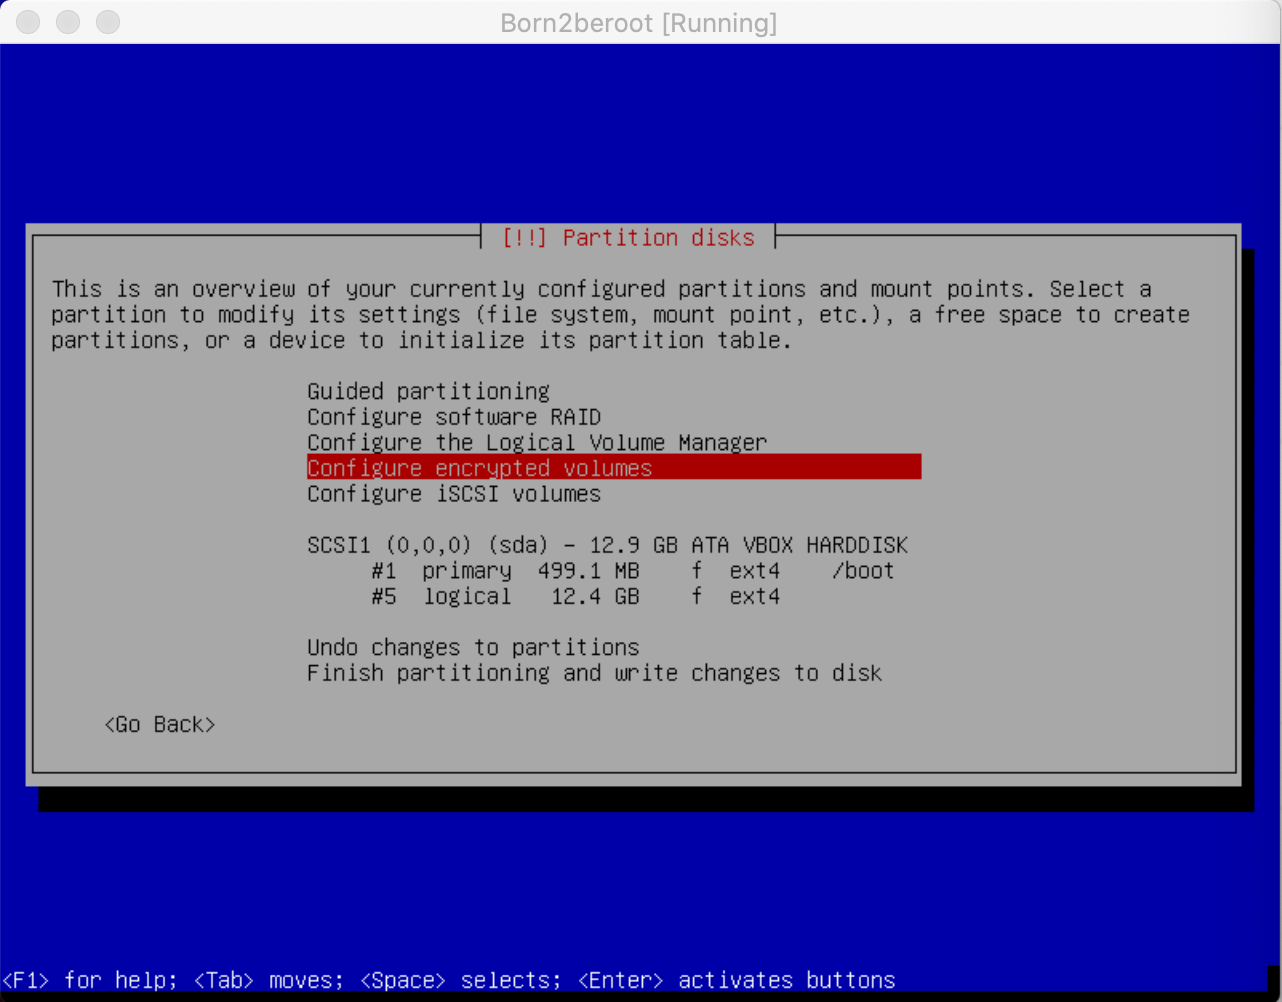 Born2beroot [Running]
[!!] Partition disks
This is an overview of your currently configured partitions and mount points. Select a
partition to modify its settings (file system, mount point, etc.), a free space to create
partitions, or a device to initialize its partition table.
Guided partitioning
Configure software RAID
Configure the Logical Volume Manager
Configure encrypted volumes
Configure iSCSI volumes
SCSI1 (0,0,0) (sda) - 12.9 GB ATA VBOX HARDDISK
#1 primary 499.1 MB f ext4 /boot
#5 logical 12.4 GB f ext4
Undo changes to partitions
Finish partitioning and write changes to disk
<Go Back>
<F1> for help; <Tab> moves; <Space> selects; <Enter> activates buttons